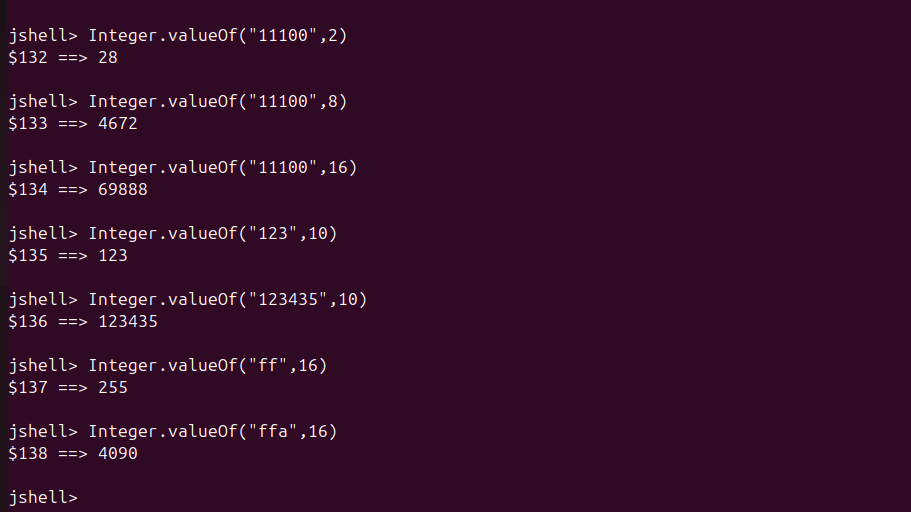 jshell> Integer.valueOf("11100",2)
$132 ==> 28
jshell> Integer.valueOf("11100",8)
$133 ==> 4672
jshell> Integer.valueOf("11100",16)
$134 ==> 69888
jshell> Integer.valueOf("123",10)
$135 ==> 123
jshell> Integer.valueOf("123435",10)
$136 ==> 123435
jshell> Integer.valueOf("ff",16)
$137 ==> 255
jshell> Integer.valueOf("ffa",16)
$138 ==> 4090
jshell>